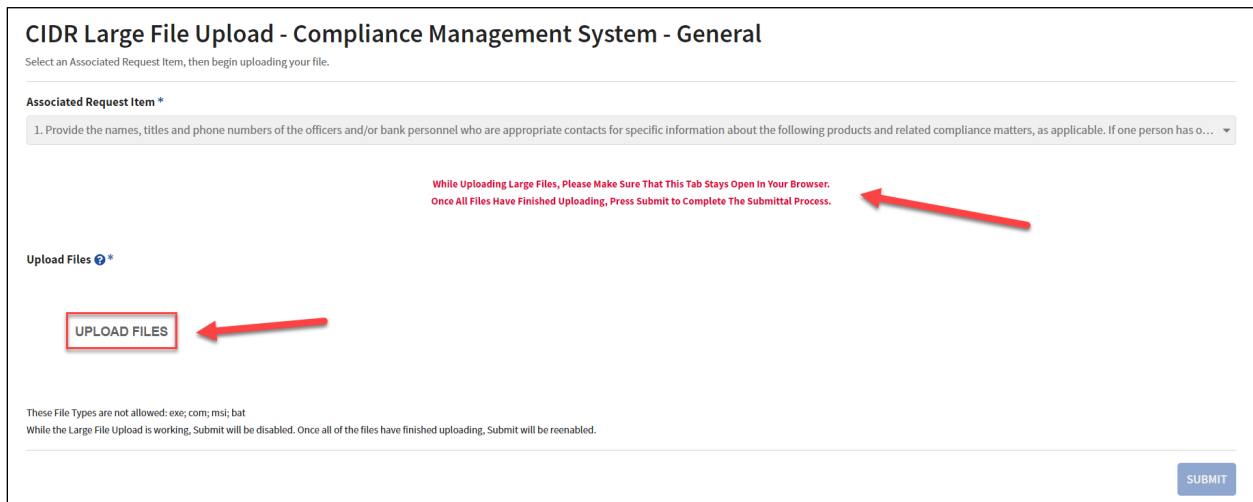 CIDR Large File Upload - Compliance Management System - General
Select an Associated Request Item, then begin uploading your file.
Associated Request Item *
1. Provide the names, titles and phone numbers of the officers and/or bank personnel who are appropriate contacts for specific information about the following products and related compliance matters, as applicable. If one person has o...
While Uploading Large Files, Please Make Sure That This Tab Stays Open In Your Browser.
Once All Files Have Finished Uploading, Press Submit to Complete The Submittal Process.
Upload Files ? *
UPLOAD FILES
These File Types are not allowed: exe; com; msi; bat
While the Large File Upload is working, Submit will be disabled. Once all of the files have finished uploading, Submit will be reenabled.
SUBMIT